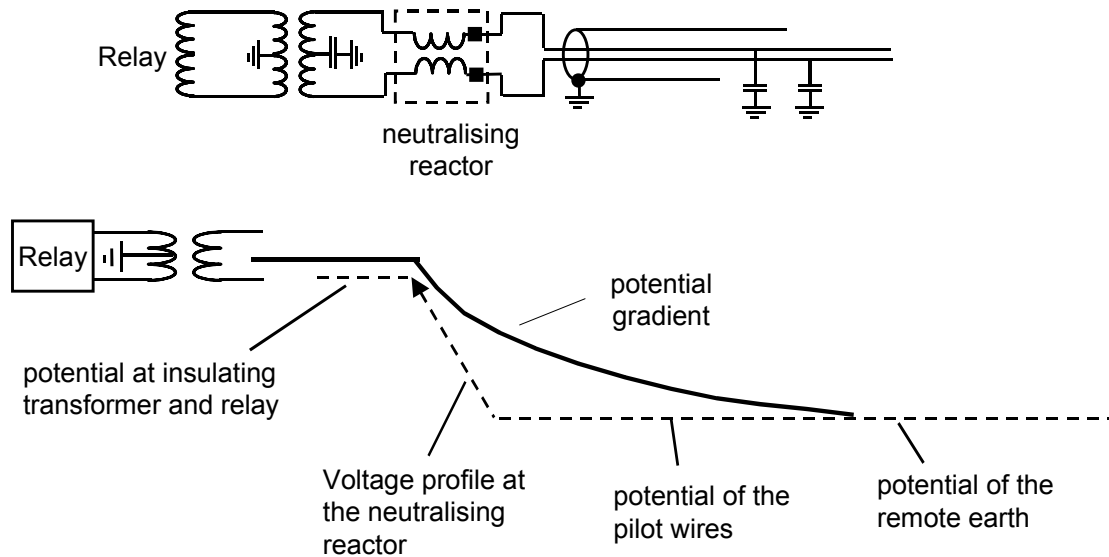 Relay
neutralising
reactor
Relay
potential
gradient
potential at insulating
transformer and relay
Voltage profile at
the neutralising
reactor
potential of the
pilot wires
potential of the
remote earth